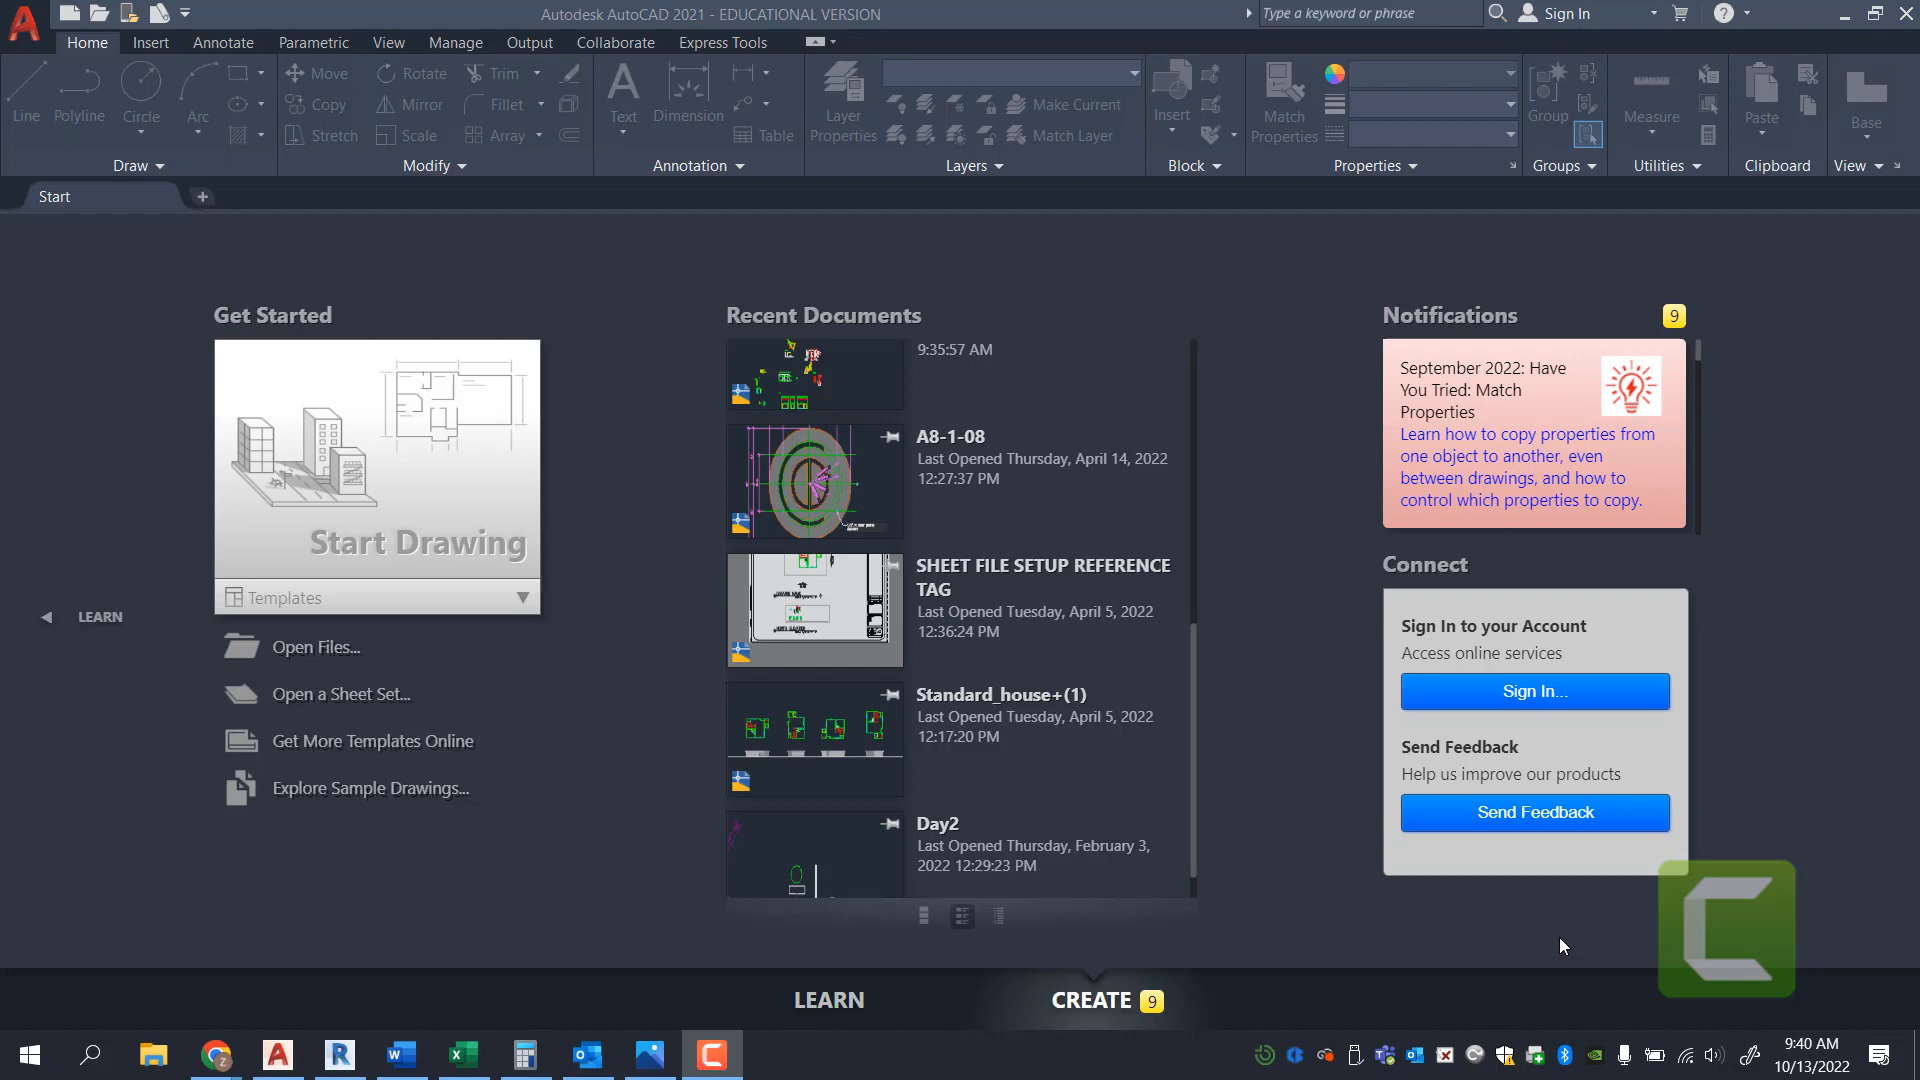 Autodesk AutoCAD 2021 - EDUCATIONAL VERSION
Type a keyword or phrase
Sign In
Home Insert Annotate Parametric View Manage Output Collaborate Express Tools
Line Polyline Circle Arc
Move Rotate Trim
Copy Mirror Fillet
Stretch Scale Array
Text Dimension Table
Layer Properties
Make Current
Match Layer
Insert
Match Properties
Group
Measure
Paste
Base
Draw Modify Annotation Layers Block Properties Groups Utilities Clipboard View
Start
Get Started
Start Drawing
Templates
Open Files...
Open a Sheet Set...
Get More Templates Online
Explore Sample Drawings...
LEARN
Recent Documents
9:35:57 AM
A8-1-08
Last Opened Thursday, April 14, 2022
12:27:37 PM
SHEET FILE SETUP REFERENCE
TAG
Last Opened Tuesday, April 5, 2022
12:36:24 PM
Standard_house+(1)
Last Opened Tuesday, April 5, 2022
12:17:20 PM
Day2
Last Opened Thursday, February 3,
2022 12:29:23 PM
Notifications 9
September 2022: Have
You Tried: Match
Properties
Learn how to copy properties from
one object to another, even
between drawings, and how to
control which properties to copy.
Connect
Sign In to your Account
Access online services
Sign In...
Send Feedback
Help us improve our products
Send Feedback
LEARN CREATE 9
9:40 AM
10/13/2022